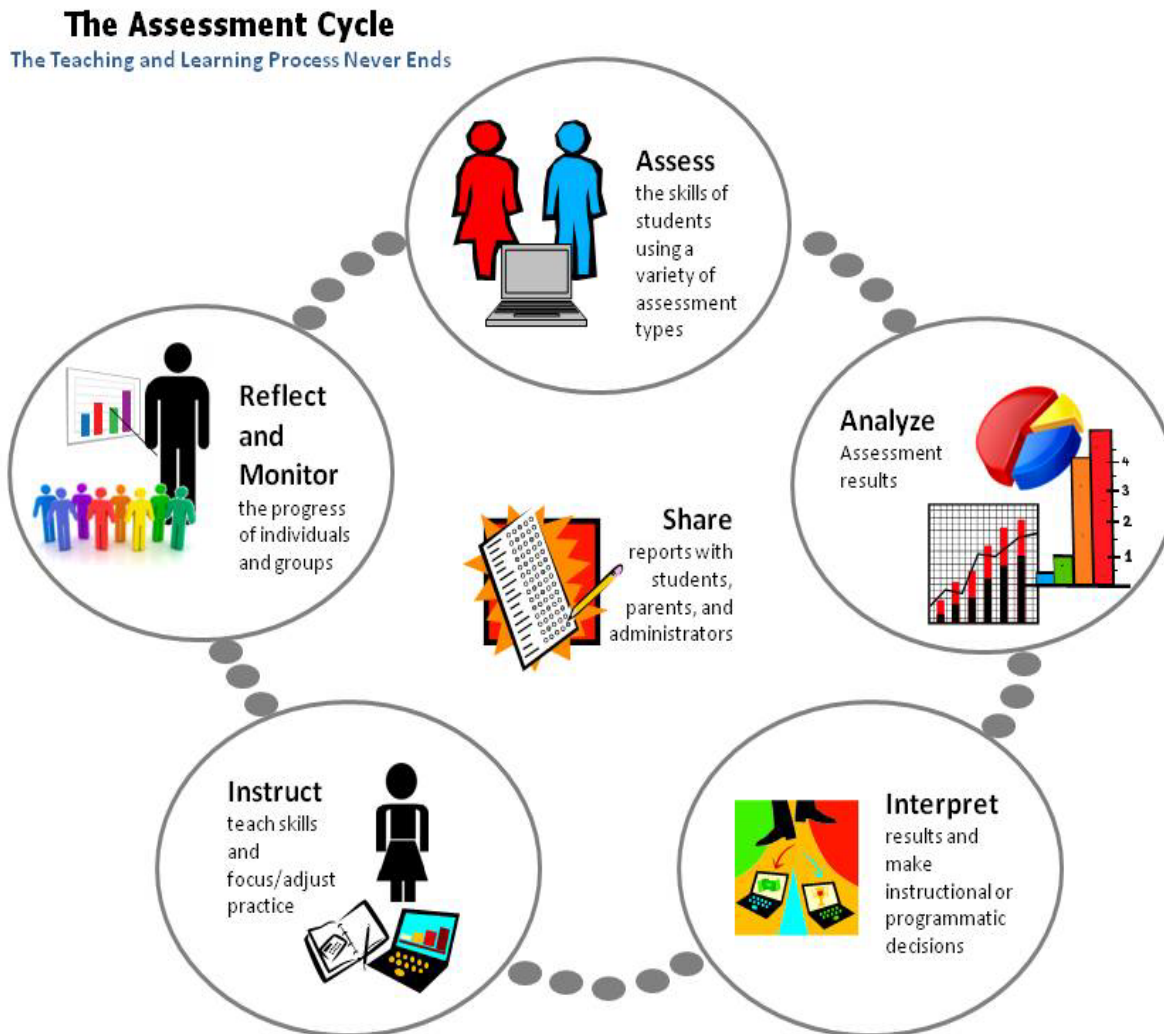 The Assessment Cycle
The Teaching and Learning Process Never Ends
Assess
the skills of
students
using a
variety of
assessment
types
Analyze
Assessment
results
4
3
2
1
Interpret
results and
make
instructional or
programmatic
decisions
Instruct
teach skills
and
focus/adjust
practice
Reflect
and
Monitor
the progress
of individuals
and groups
Share
reports with
students,
parents, and
administrators